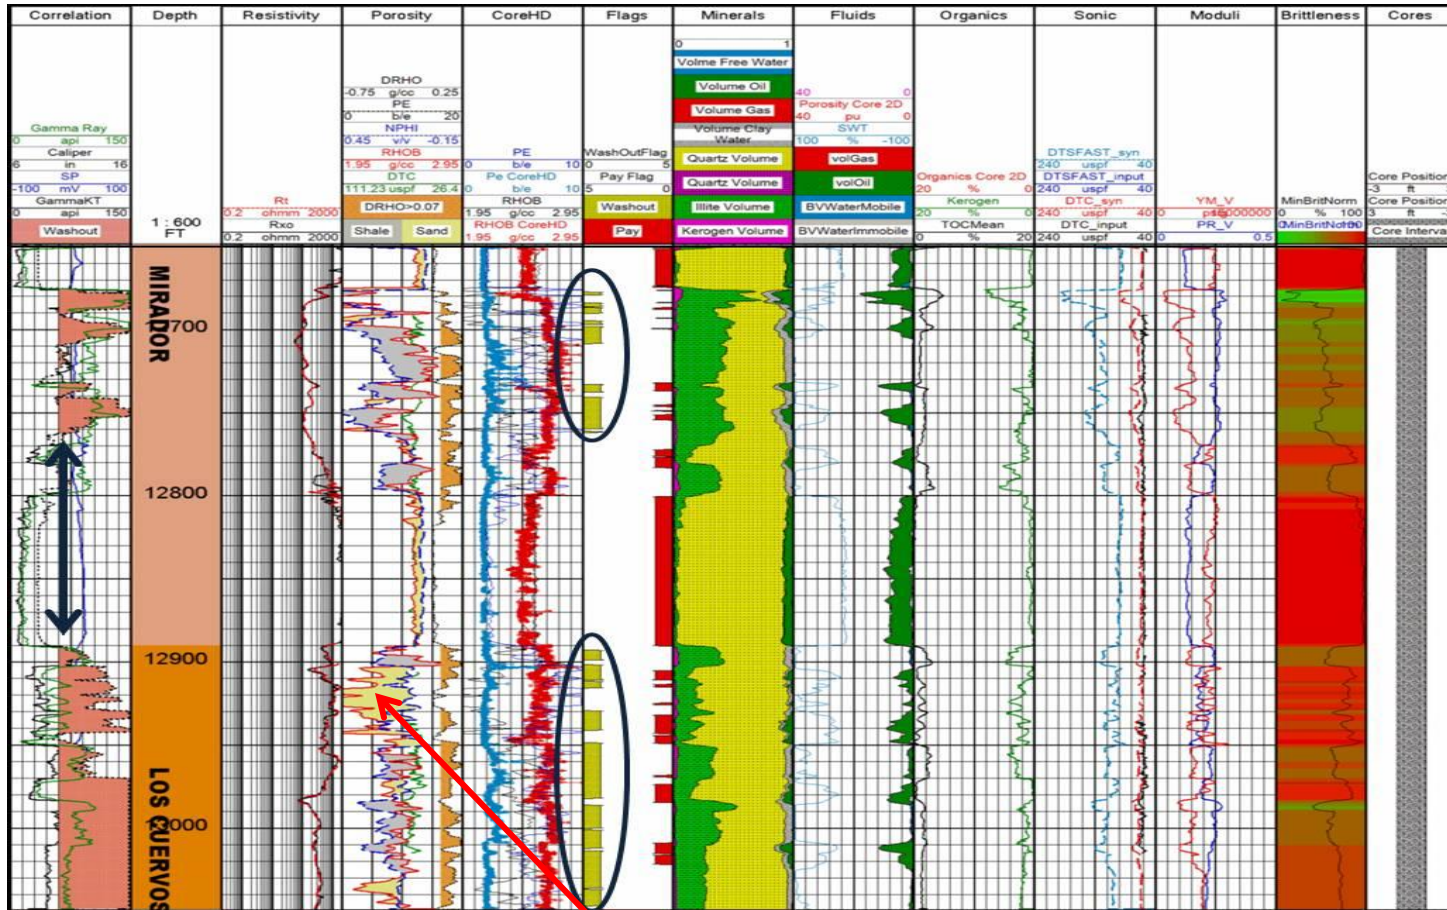 Correlation Depth Resistivity Porosity CoreHD Flags Minerals Fluids Organics Sonic Moduli Brittleness Cores
Gamma Ray
0 api 150
Caliper
6 in 16
SP
-100 mV 100
GammaKT
0 api 150
Washout
1 : 600
FT
Rt
0.2 ohmm 2000
Rxo
0.2 ohmm 2000
DRHO
-0.75 g/cc 0.25
PE
0 b/e 20
NPHI
0.45 v/v -0.15
RHOB
1.95 g/cc 2.95
DTC
111.23 uspf 26.4
DRHO>0.07
Shale Sand
PE
0 b/e 10
Pe CoreHD
0 b/e 10
RHOB
1.95 g/cc 2.95
RHOB CoreHD
1.95 g/cc 2.95
WashOutFlag
0 5
Pay Flag
5 0
Washout
Pay
0 1
Volme Free Water
Volume Oil
Volume Gas
Volume Clay
Water
Quartz Volume
Quartz Volume
Illite Volume
Kerogen Volume
40 0
Porosity Core 2D
40 pu 0
SWT
100 % -100
volGas
volOil
BVWaterMobile
BVWaterImmobile
Organics Core 2D
20 % 0
Kerogen
20 % 0
TOCMean
0 % 20
DTSFAST_syn
240 uspf 40
DTSFAST_input
240 uspf 40
DTC_syn
240 uspf 40
DTC_input
240 uspf 40
YM_V
PR_V
0 0.5
MinBritNorm
0 % 100
Core Position
-3 ft
Core Position
3 ft
Core Interva
MIRADOR
12800
12900
LOS CUERVOS